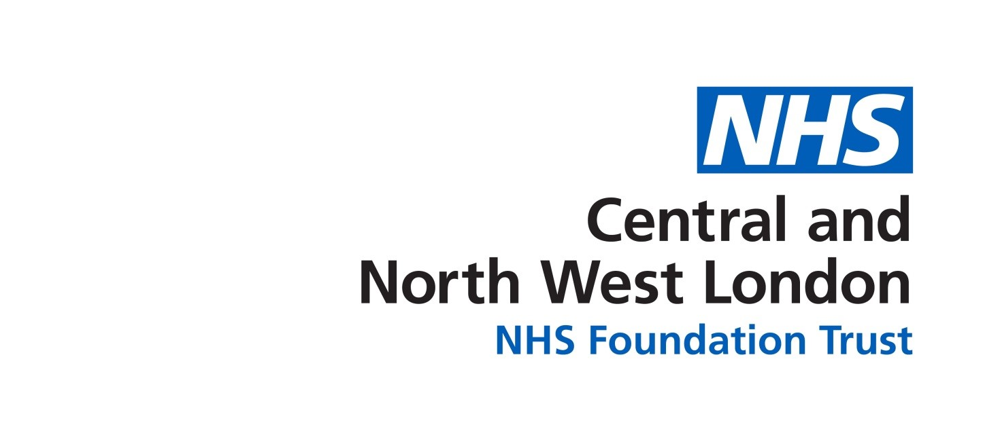 NHS
Central and
North West London
NHS Foundation Trust